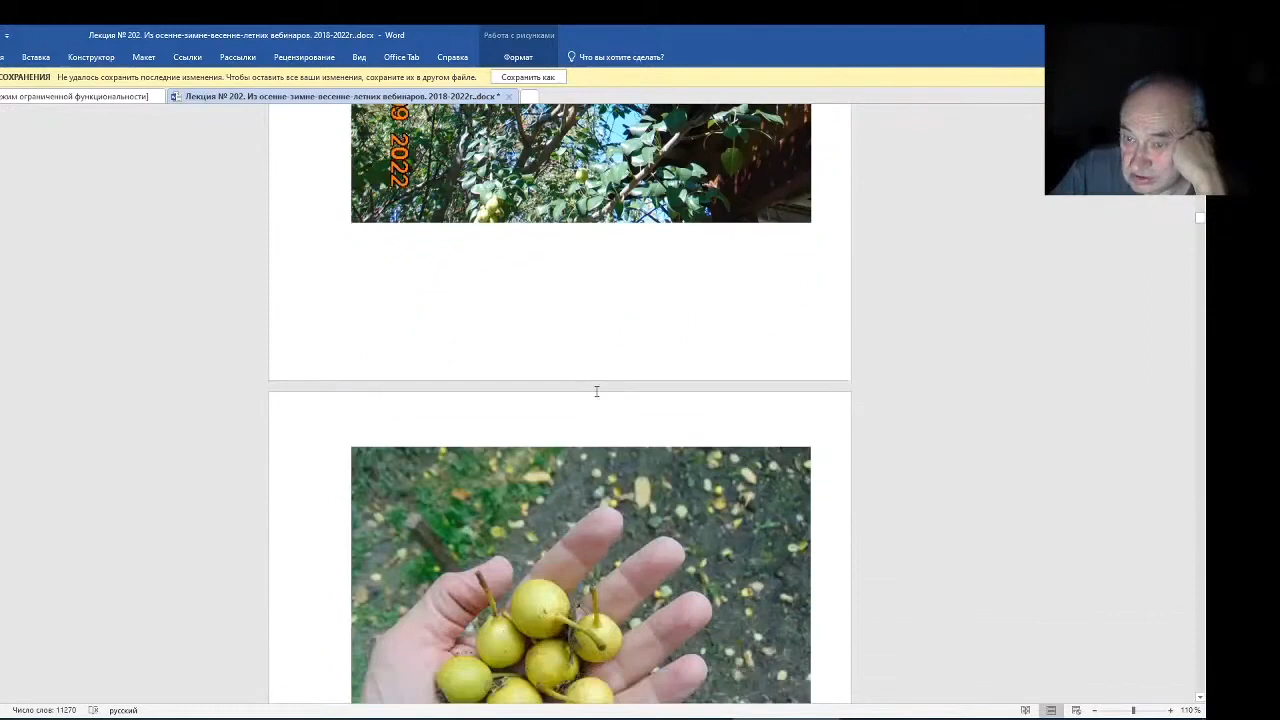 Лекция № 202. Из осенне-зимне-весенне-летних вебинаров. 2018-2022г..docx - Word
Работа с рисунками
Вставка Конструктор Макет Ссылки Рассылки Рецензирование Вид Office Tab Справка Формат Что вы хотите сделать?
СОХРАНЕНИЯ Не удалось сохранить последние изменения. Чтобы оставить все ваши изменения, сохраните их в другом файле. Сохранить как
ким ограниченной функциональности] Лекция № 202. Из осенне-зимне-весенне-летних вебинаров. 2018-2022г..docx *
9 2022
Число слов: 11270 русский 110 %